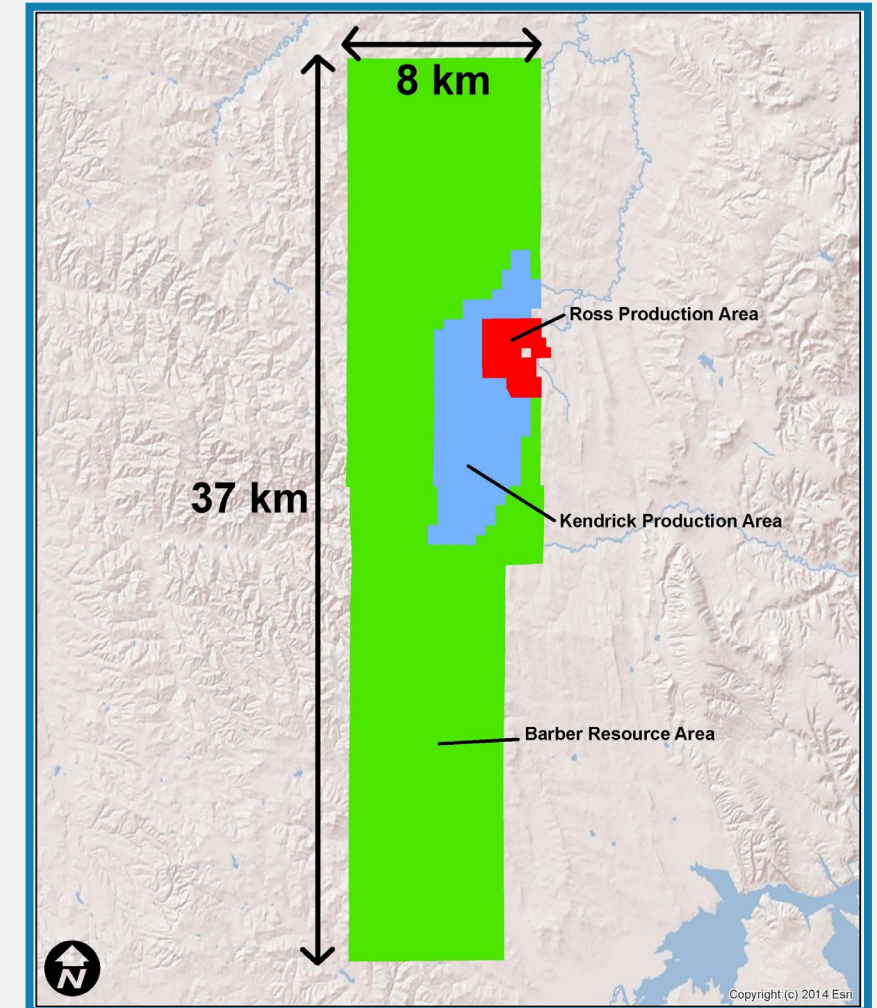 8 km
Ross Production Area
37 km
Kendrick Production Area
Barber Resource Area
N
Copyright:(c) 2014 Esri